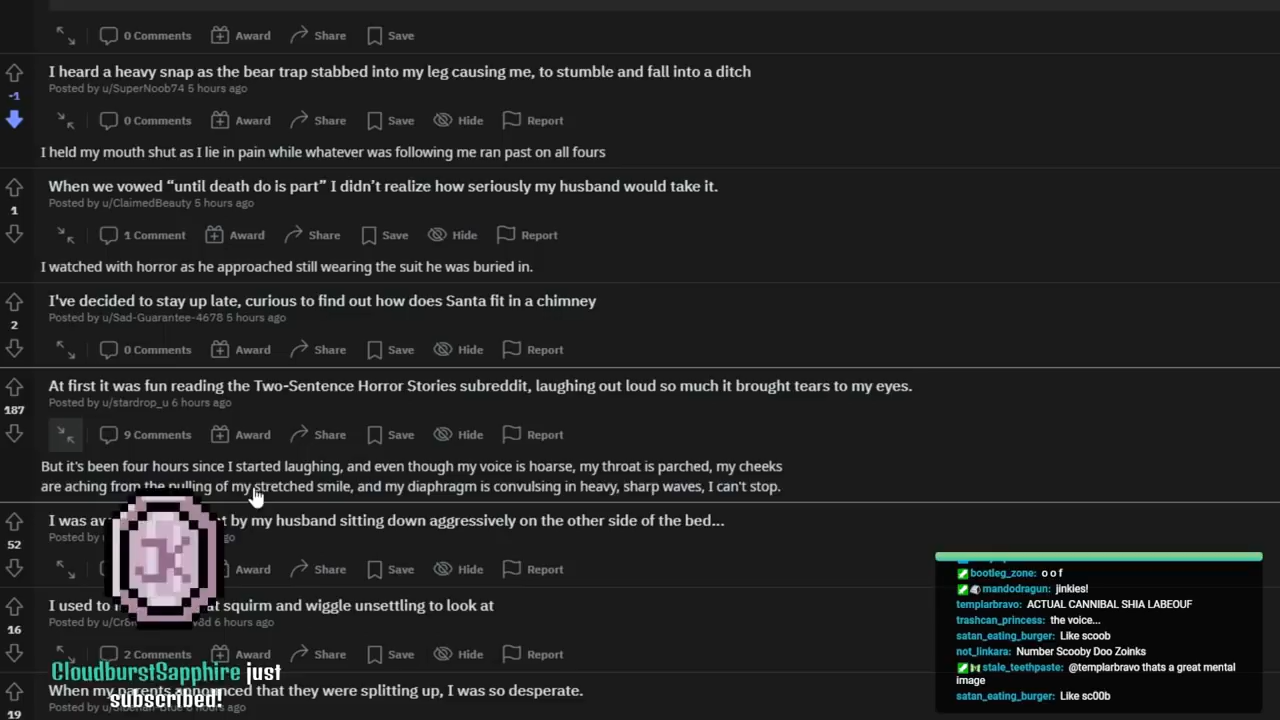 0 Comments Award Share Save
I heard a heavy snap as the bear trap stabbed into my leg causing me, to stumble and fall into a ditch
Posted by u/SuperNoob74 5 hours ago
-1
0 Comments Award Share Save Hide Report
I held my mouth shut as I lie in pain while whatever was following me ran past on all fours
When we vowed “until death do is part” I didn’t realize how seriously my husband would take it.
Posted by u/ClaimedBeauty 5 hours ago
1
1 Comment Award Share Save Hide Report
I watched with horror as he approached still wearing the suit he was buried in.
I've decided to stay up late, curious to find out how does Santa fit in a chimney
Posted by u/Sad-Guarantee-4678 5 hours ago
2
0 Comments Award Share Save Hide Report
At first it was fun reading the Two-Sentence Horror Stories subreddit, laughing out loud so much it brought tears to my eyes.
Posted by u/stardrop_u 6 hours ago
187
9 Comments Award Share Save Hide Report
But it's been four hours since I started laughing, and even though my voice is hoarse, my throat is parched, my cheeks
are aching from the pulling of my stretched smile, and my diaphragm is convulsing in heavy, sharp waves, I can't stop.
I was by my husband sitting down aggressively on the other side of the bed...
ago
52
Award Share Save Hide Report
I used to squirm and wiggle unsettling to look at
6 hours ago
16
2 Comments Award Share Save Hide Report
When my parents announced that they were splitting up, I was so desperate.
hours ago
19
JK
CloudburstSapphire just
subscribed!
bootleg_zone: o o f
mandodragun: jinkies!
templarbravo: ACTUAL CANNIBAL SHIA LABEOUF
trashcan_princess: the voice...
satan_eating_burger: Like scoob
not_linkara: Number Scooby Doo Zoinks
stale_teethpaste: @templarbravo thats a great mental
image
satan_eating_burger: Like sc00b